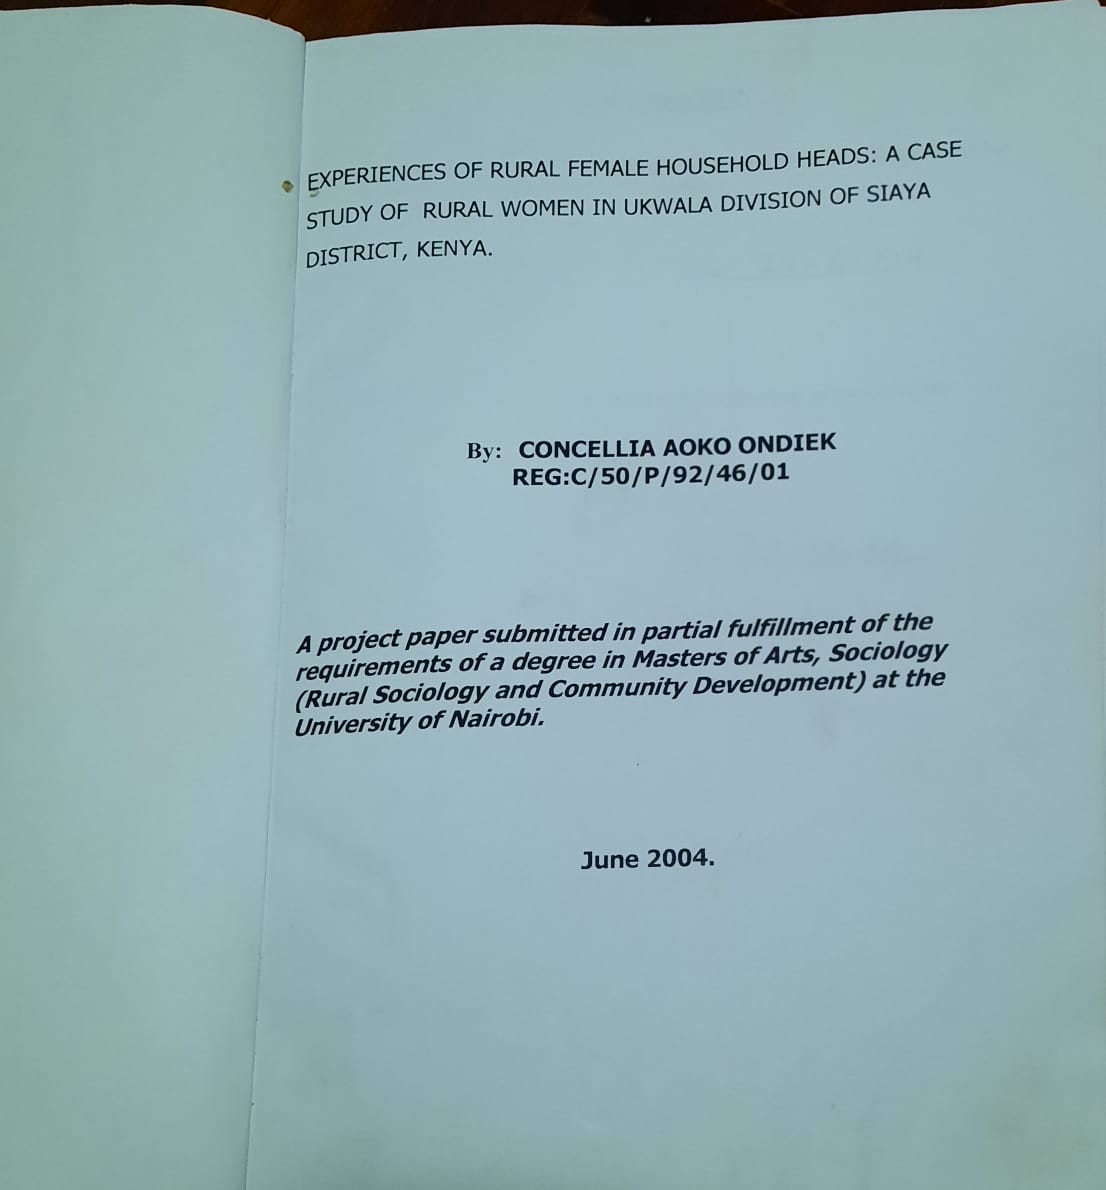 EXPERIENCES OF RURAL FEMALE HOUSEHOLD HEADS: A CASE
STUDY OF RURAL WOMEN IN UKWALA DIVISION OF SIAYA
DISTRICT, KENYA.
By: CONCELLIA AOKO ONDIEK
REG:C/50/P/92/46/01
A project paper submitted in partial fulfillment of the
requirements of a degree in Masters of Arts, Sociology
(Rural Sociology and Community Development) at the
University of Nairobi.
June 2004.